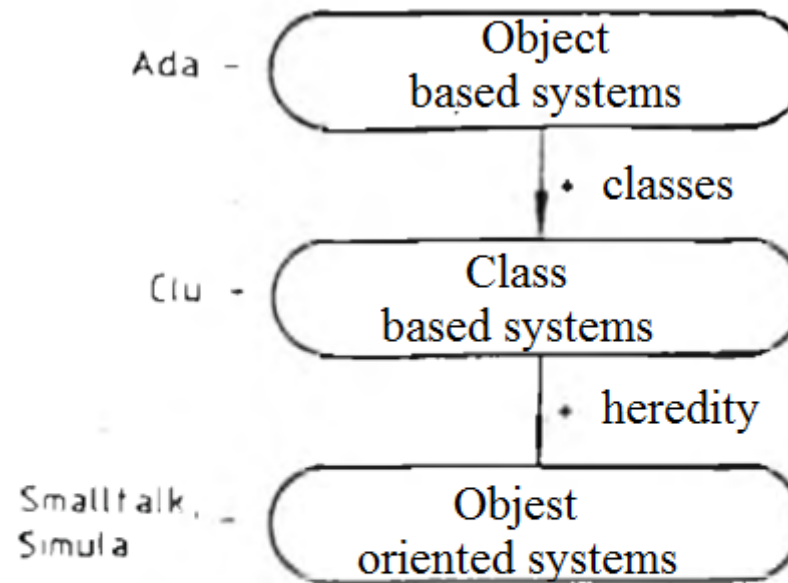 Ada -
Object
based systems
classes
Clu -
Class
based systems
heredity
Smalltalk, -
Simula
Objest
oriented systems